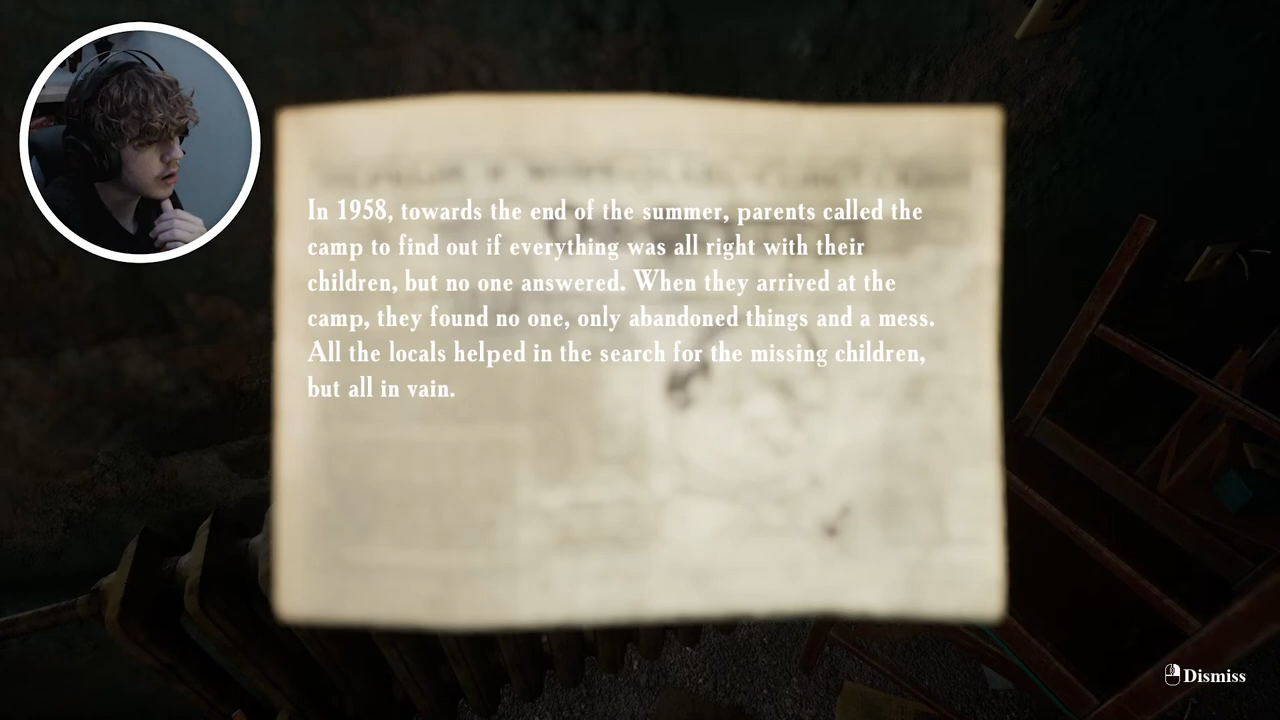 In 1958, towards the end of the summer, parents called the
camp to find out if everything was all right with their
children, but no one answered. When they arrived at the
camp, they found no one, only abandoned things and a mess.
All the locals helped in the search for the missing children,
but all in vain.
Dismiss